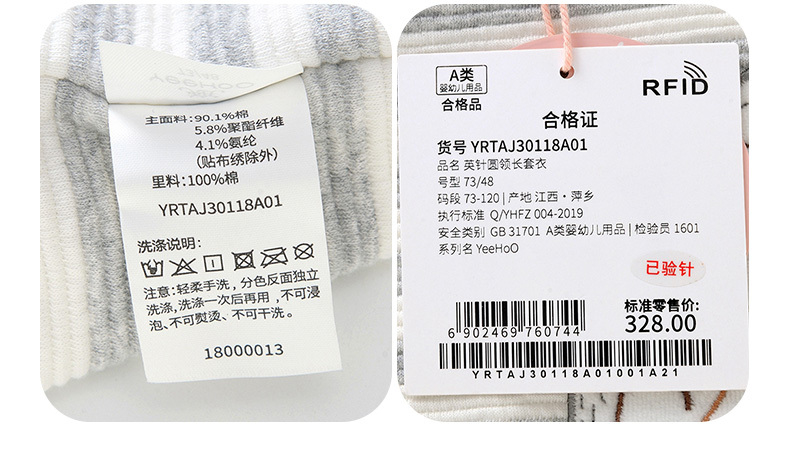 YeeHoO
主面料:90.1%棉
5.8%聚酯纤维
4.1%氨纶
(贴布绣除外)
里料:100%棉
YRTAJ30118A01
洗涤说明:
注意:轻柔手洗,分色反面独立
洗涤,洗涤一次后再用,不可浸
泡、不可熨烫、不可干洗。
18000013
A类
婴幼儿用品
合格品
RFID
合格证
货号 YRTAJ30118A01
品名 英针圆领长套衣
号型 73/48
码段 73-120 | 产地 江西·萍乡
执行标准 Q/YHFZ 004-2019
安全类别 GB 31701 A类婴幼儿用品 | 检验员 1601
系列名 YeeHoO
已验针
标准零售价:
328.00
6 902469 760744
YRTAJ30118A01001A21